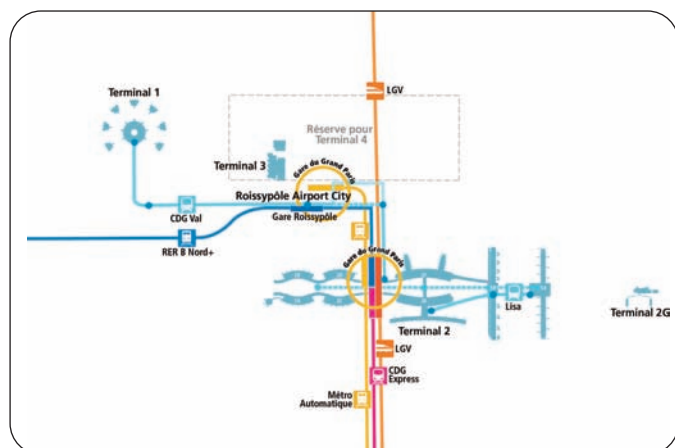 Terminal 1
LGV
Réserve pour
Terminal 4
Terminal 3
Gare du Grand Paris
Roissypôle Airport City
CDG Val
Gare Roissypôle
RER B Nord+
Gare du Grand Paris
Lisa
Terminal 2G
Terminal 2
LGV
CDG
Express
Métro
Automatique